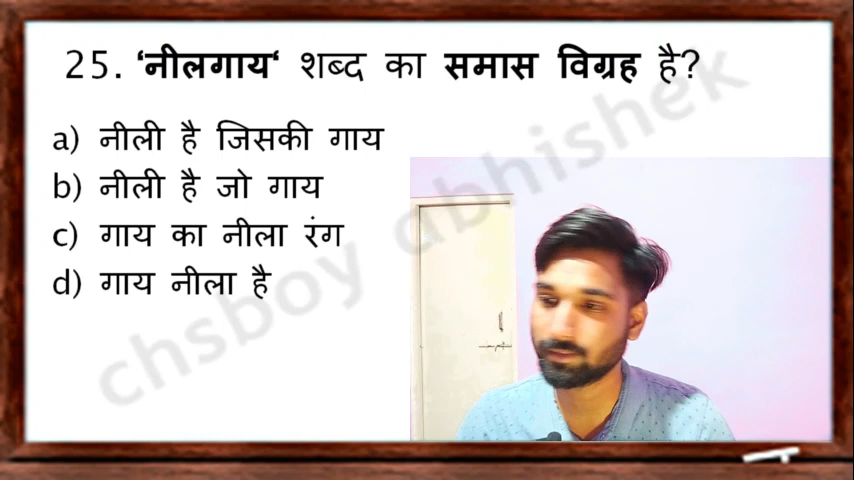 25. ‘नीलगाय‘ शब्द का समास विग्रह है?
a) नीली है जिसकी गाय
b) नीली है जो गाय
c) गाय का नीला रंग
d) गाय नीला है
chsboy abhishek